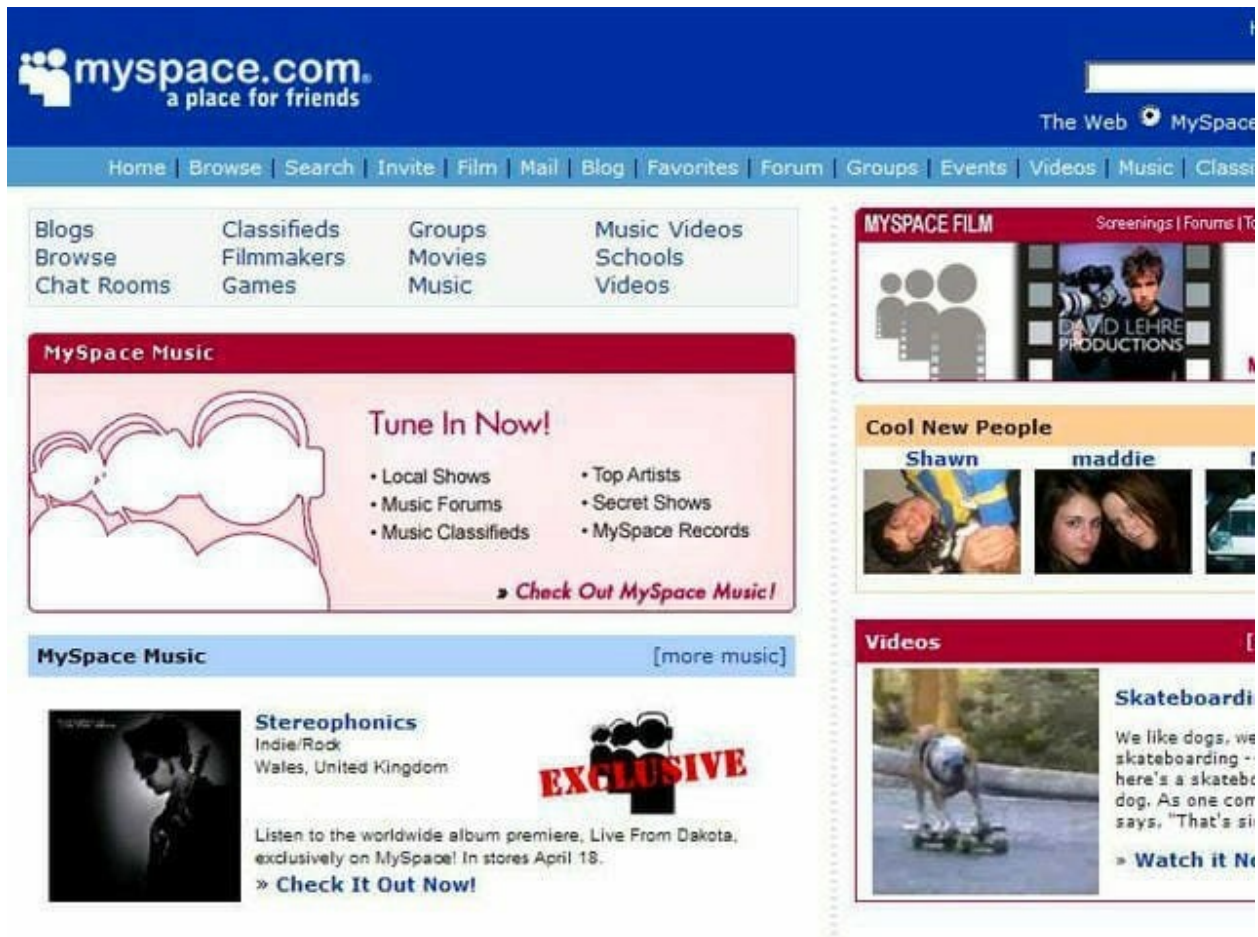 myspace.com
a place for friends
The Web MySpace
Home | Browse | Search | Invite | Film | Mail | Blog | Favorites | Forum | Groups | Events | Videos | Music | Classi
Blogs Classifieds Groups Music Videos
Browse Filmmakers Movies Schools
Chat Rooms Games Music Videos
MySpace Music
Tune In Now!
• Local Shows • Top Artists
• Music Forums • Secret Shows
• Music Classifieds • MySpace Records
» Check Out MySpace Music!
MySpace Music [more music]
Stereophonics
Indie/Rock
Wales, United Kingdom
EXCLUSIVE
Listen to the worldwide album premiere, Live From Dakota,
exclusively on MySpace! In stores April 18.
» Check It Out Now!
MYSPACE FILM Screenings | Forums | To
DAVID LEHRE
PRODUCTIONS
Cool New People
Shawn maddie
Videos [
Skateboardi
We like dogs, we
skateboarding -
here's a skatebo
dog. As one com
says, "That's si
» Watch it No